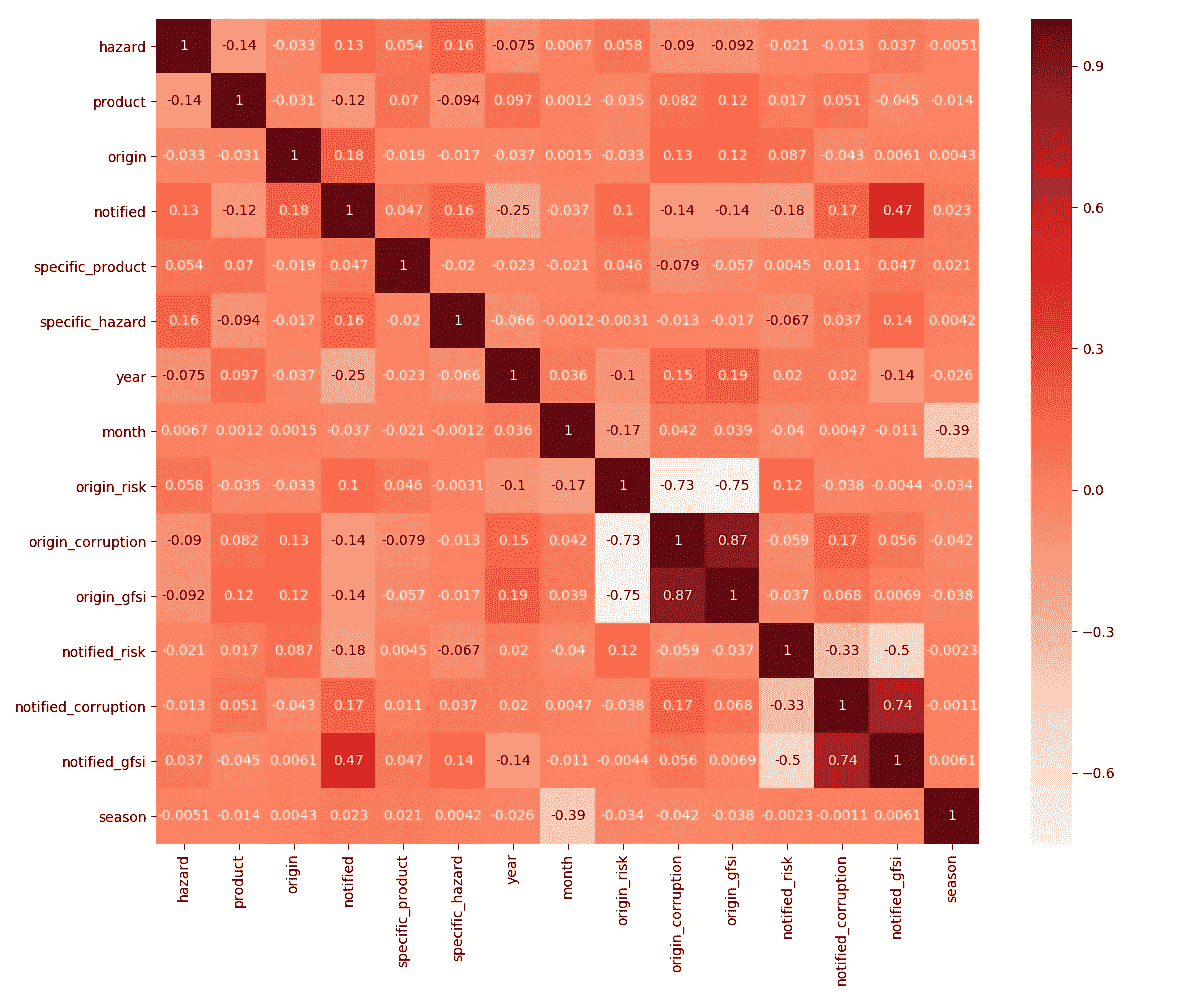 hazard 1 -0.14 -0.033 0.13 0.054 0.16 -0.075 0.0067 0.058 -0.09 -0.092 -0.021 -0.013 0.037 -0.0051
product -0.14 1 -0.031 -0.12 0.07 -0.094 0.097 0.0012 -0.035 0.082 0.12 0.017 0.051 -0.045 -0.014
origin -0.033 -0.031 1 0.18 -0.019 -0.017 -0.037 0.0015 -0.033 0.13 0.12 0.087 -0.043 0.0061 0.0043
notified 0.13 -0.12 0.18 1 0.047 0.16 -0.25 -0.037 0.1 -0.14 -0.14 -0.18 0.17 0.47 0.023
specific_product 0.054 0.07 -0.019 0.047 1 -0.02 -0.023 -0.021 0.046 -0.079 -0.057 0.0045 0.011 0.047 0.021
specific_hazard 0.16 -0.094 -0.017 0.16 -0.02 1 -0.066 -0.0012 -0.0031 -0.013 -0.017 -0.067 0.037 0.14 0.0042
year -0.075 0.097 -0.037 -0.25 -0.023 -0.066 1 0.036 -0.1 0.15 0.19 0.02 0.02 -0.14 -0.026
month 0.0067 0.0012 0.0015 -0.037 -0.021 -0.0012 0.036 1 -0.17 0.042 0.039 -0.04 0.0047 -0.011 -0.39
origin_risk 0.058 -0.035 -0.033 0.1 0.046 -0.0031 -0.1 -0.17 1 -0.73 -0.75 0.12 -0.038 -0.0044 -0.034
origin_corruption -0.09 0.082 0.13 -0.14 -0.079 -0.013 0.15 0.042 -0.73 1 0.87 -0.059 0.17 0.056 -0.042
origin_gfsi -0.092 0.12 0.12 -0.14 -0.057 -0.017 0.19 0.039 -0.75 0.87 1 -0.037 0.068 0.0069 -0.038
notified_risk -0.021 0.017 0.087 -0.18 0.0045 -0.067 0.02 -0.04 0.12 -0.059 -0.037 1 -0.33 -0.5 -0.0023
notified_corruption -0.013 0.051 -0.043 0.17 0.011 0.037 0.02 0.0047 -0.038 0.17 0.068 -0.33 1 0.74 -0.0011
notified_gfsi 0.037 -0.045 0.0061 0.47 0.047 0.14 -0.14 -0.011 -0.0044 0.056 0.0069 -0.5 0.74 1 0.0061
season -0.0051 -0.014 0.0043 0.023 0.021 0.0042 -0.026 -0.39 -0.034 -0.042 -0.038 -0.0023 -0.0011 0.0061 1
hazard product origin notified specific_product specific_hazard year month origin_risk origin_corruption origin_gfsi notified_risk notified_corruption notified_gfsi season
0.9
0.6
0.3
0.0
−0.3
−0.6